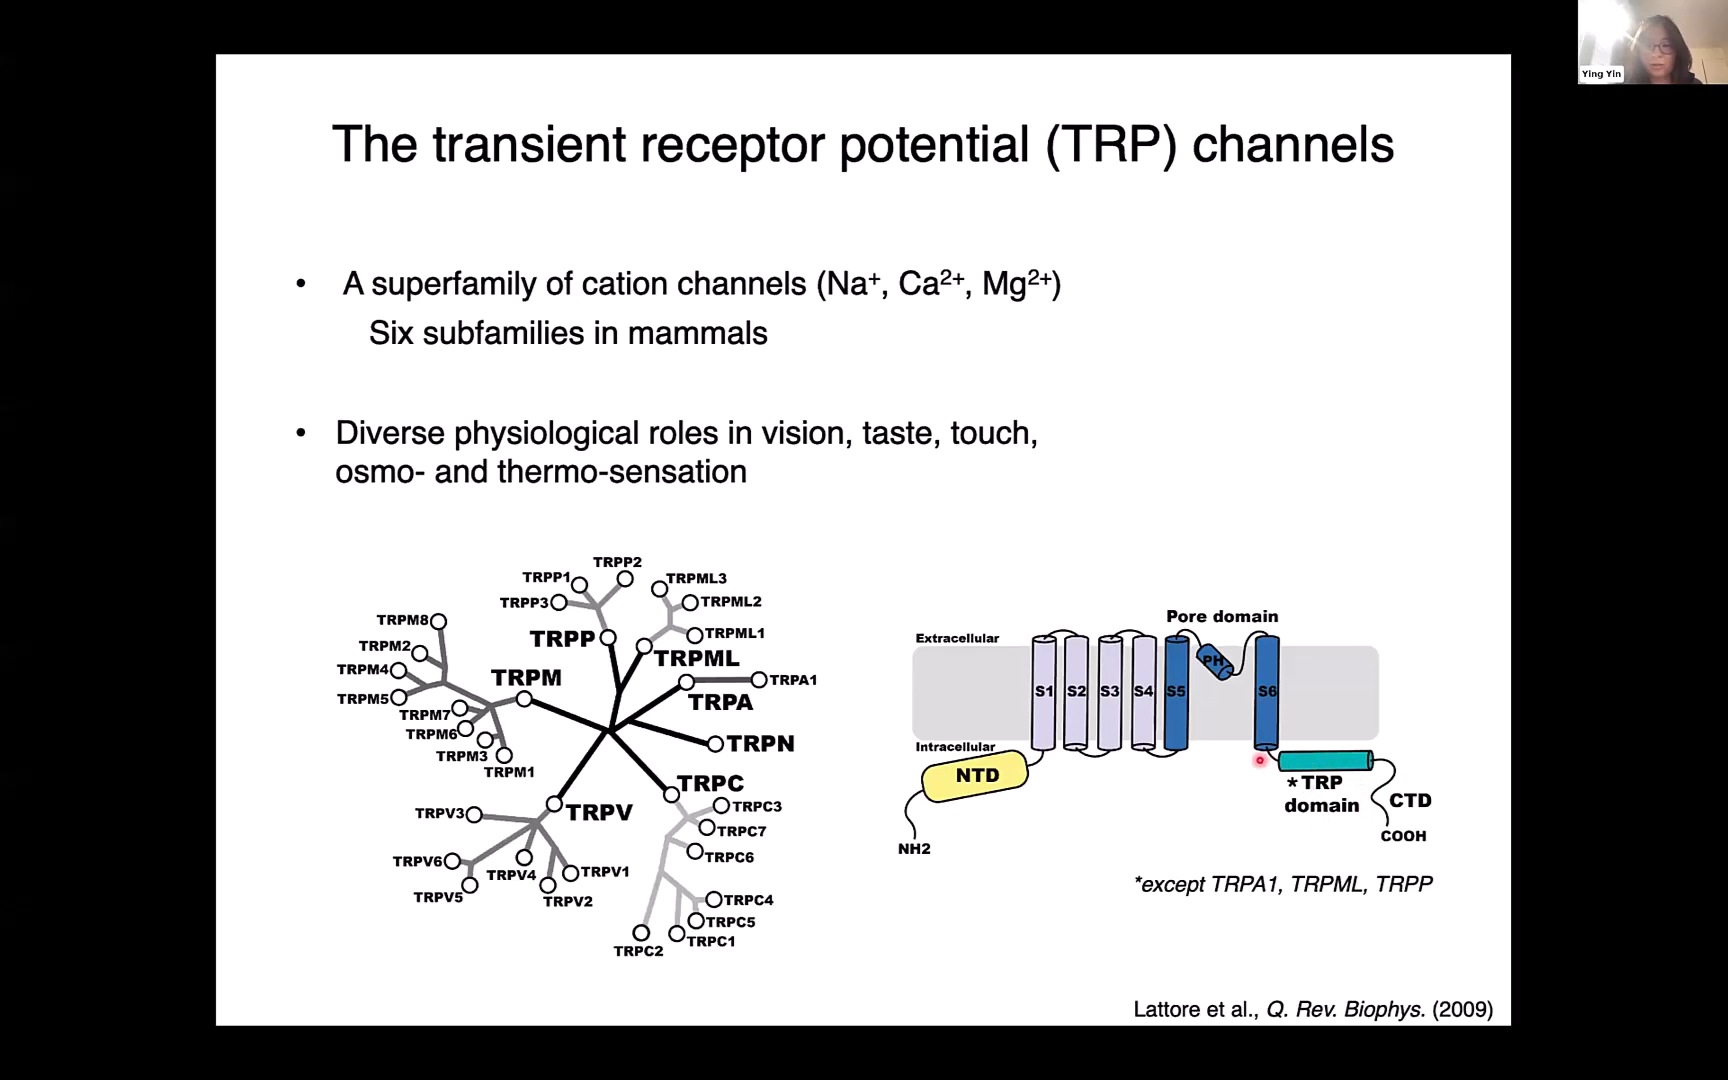 Ying Yin
The transient receptor potential (TRP) channels
• A superfamily of cation channels (Na⁺, Ca²⁺, Mg²⁺)
Six subfamilies in mammals
• Diverse physiological roles in vision, taste, touch,
osmo- and thermo-sensation
TRPP2
TRPP1
TRPP3
TRPP
TRPML3
TRPML2
TRPML1
TRPML
TRPM8
TRPM2
TRPM4
TRPM5
TRPM7
TRPM6
TRPM3
TRPM1
TRPM
TRPA1
TRPA
TRPN
TRPC
TRPC3
TRPC7
TRPC6
TRPC4
TRPC5
TRPC1
TRPC2
TRPV
TRPV3
TRPV6
TRPV5
TRPV4
TRPV1
TRPV2
Pore domain
Extracellular
PH
S1 S2 S3 S4 S5 S6
Intracellular
NTD
NH2
* TRP
domain
CTD
COOH
*except TRPA1, TRPML, TRPP
Lattore et al., Q. Rev. Biophys. (2009)